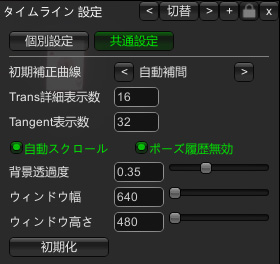 タイムライン 設定 < 切替 > + x
個別設定 共通設定
初期補正曲線 < 自動補間 >
Trans詳細表示数 16
Tangent表示数 32
自動スクロール ポーズ履歴無効
背景透過度 0.35
ウィンドウ幅 640
ウィンドウ高さ 480
初期化